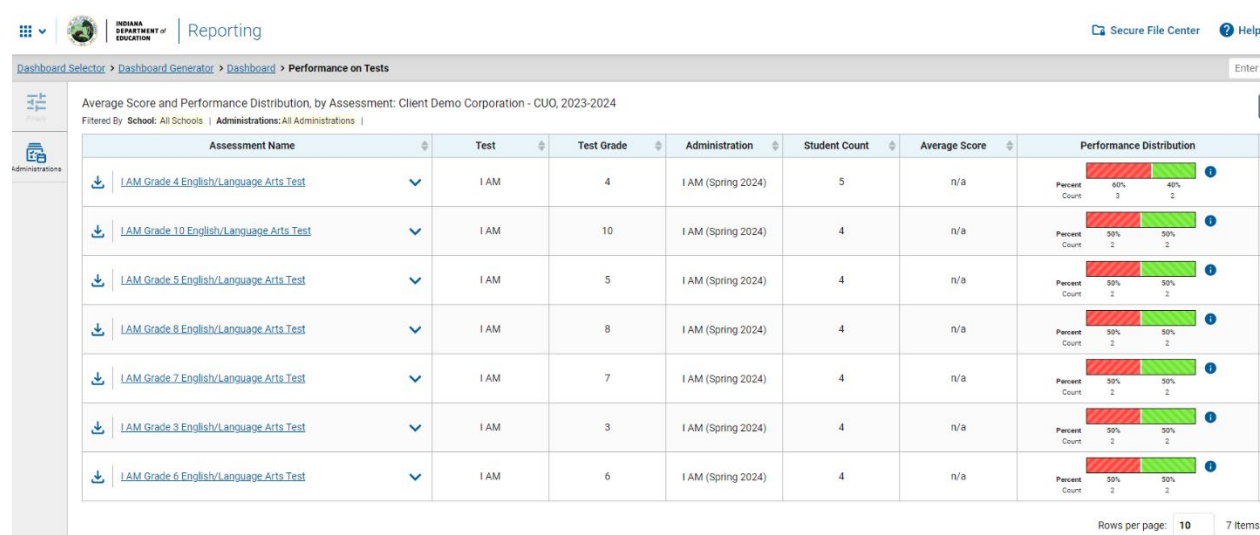 INDIANA
DEPARTMENT of
EDUCATION
Reporting
Secure File Center
Help
Dashboard Selector > Dashboard Generator > Dashboard > Performance on Tests
Enter
Filters
Administrations
Average Score and Performance Distribution, by Assessment: Client Demo Corporation - CUO, 2023-2024
Filtered By School: All Schools | Administrations: All Administrations |
Assessment Name Test Test Grade Administration Student Count Average Score Performance Distribution
I AM Grade 4 English/Language Arts Test I AM 4 I AM (Spring 2024) 5 n/a
Percent 60% 40%
Count 3 2
I AM Grade 10 English/Language Arts Test I AM 10 I AM (Spring 2024) 4 n/a
Percent 50% 50%
Count 2 2
I AM Grade 5 English/Language Arts Test I AM 5 I AM (Spring 2024) 4 n/a
Percent 50% 50%
Count 2 2
I AM Grade 8 English/Language Arts Test I AM 8 I AM (Spring 2024) 4 n/a
Percent 50% 50%
Count 2 2
I AM Grade 7 English/Language Arts Test I AM 7 I AM (Spring 2024) 4 n/a
Percent 50% 50%
Count 2 2
I AM Grade 3 English/Language Arts Test I AM 3 I AM (Spring 2024) 4 n/a
Percent 50% 50%
Count 2 2
I AM Grade 6 English/Language Arts Test I AM 6 I AM (Spring 2024) 4 n/a
Percent 50% 50%
Count 2 2
Rows per page: 10 7 Items